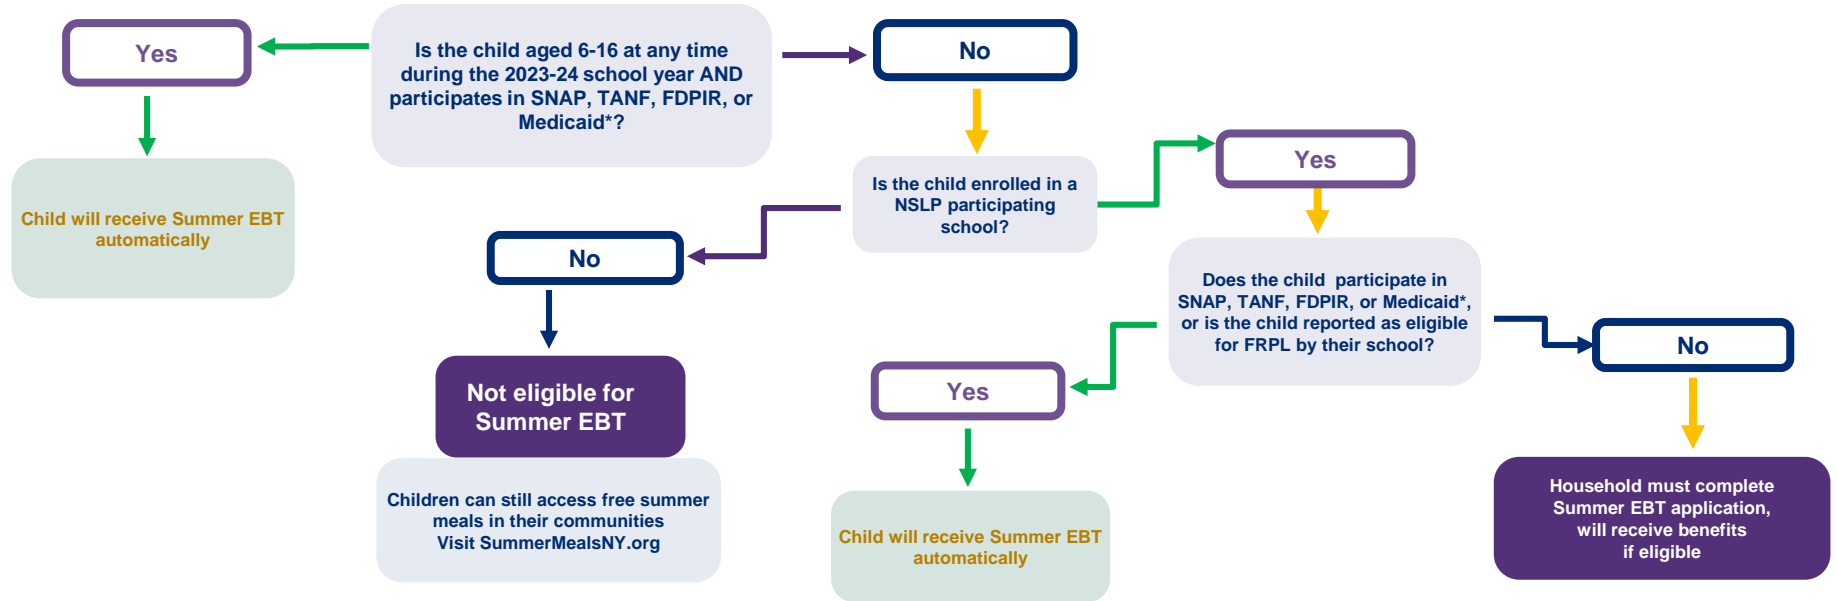 Yes
Is the child aged 6-16 at any time
during the 2023-24 school year AND
participates in SNAP, TANF, FDPIR, or
Medicaid*?
No
Child will receive Summer EBT
automatically
Is the child enrolled in a
NSLP participating
school?
Yes
No
Does the child participate in
SNAP, TANF, FDPIR, or Medicaid*,
or is the child reported as eligible
for FRPL by their school?
Not eligible for
Summer EBT
Children can still access free summer
meals in their communities
Visit SummerMealsNY.org
Yes
No
Child will receive Summer EBT
automatically
Household must complete
Summer EBT application,
will receive benefits
if eligible